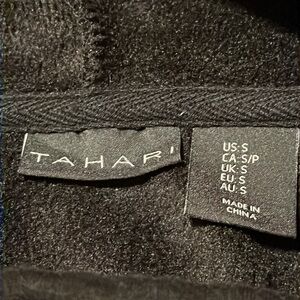 TAHARI
US: S
CA: S/P
UK: S
EU: S
AU: S
MADE IN
CHINA